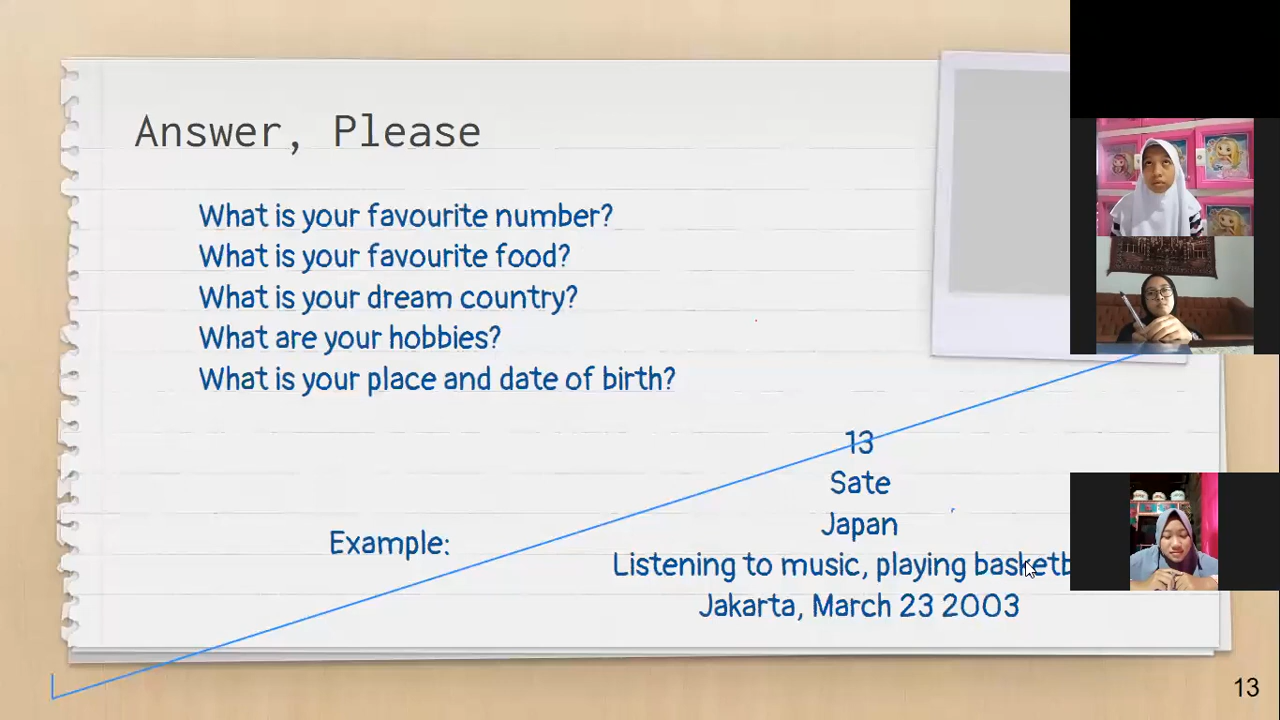 Answer, Please
What is your favourite number?
What is your favourite food?
What is your dream country?
What are your hobbies?
What is your place and date of birth?
Example:
13
Sate
Japan
Listening to music, playing basketb
Jakarta, March 23 2003
13